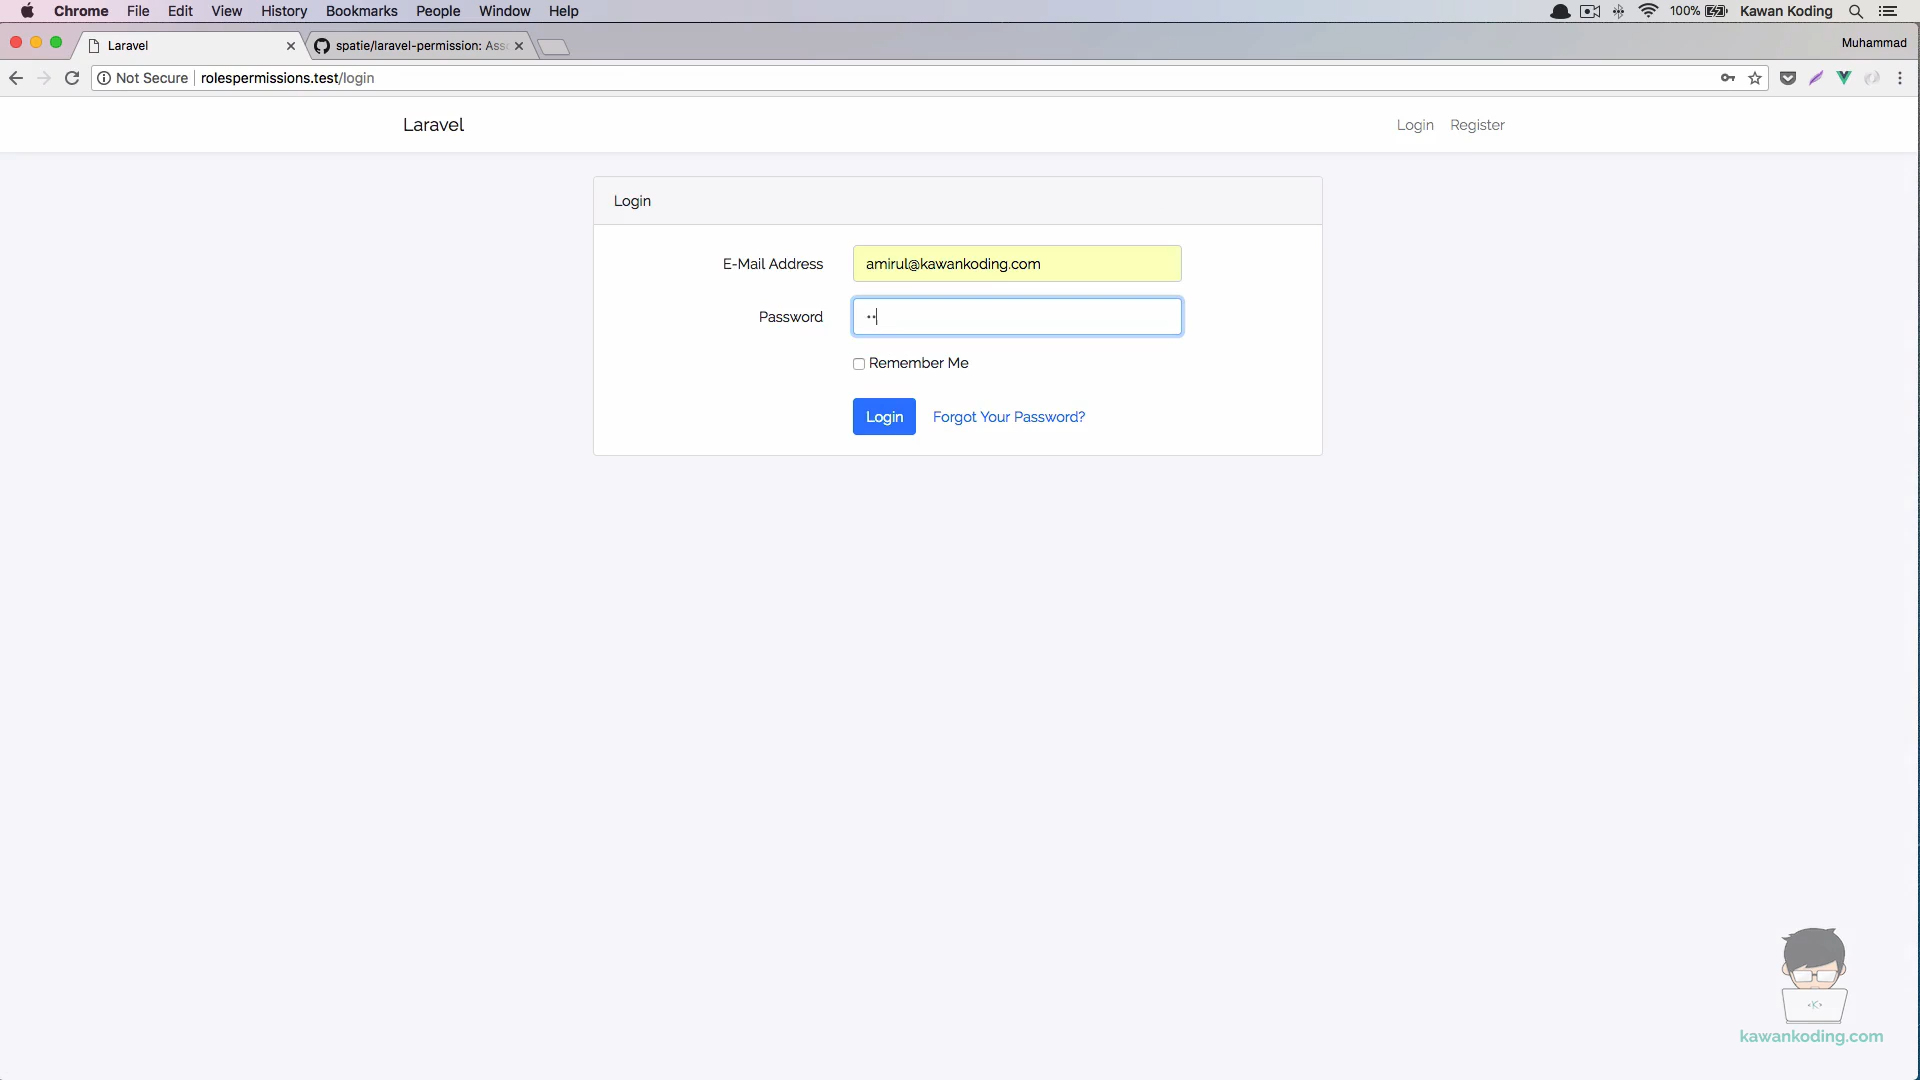 Chrome File Edit View History Bookmarks People Window Help 100% Kawan Koding
Laravel spatie/laravel-permission: Ass Muhammad
Not Secure rolespermissions.test/login
Laravel Login Register
Login
E-Mail Address amirul@kawankoding.com
Password ••
Remember Me
Login Forgot Your Password?
<K>
kawankoding.com